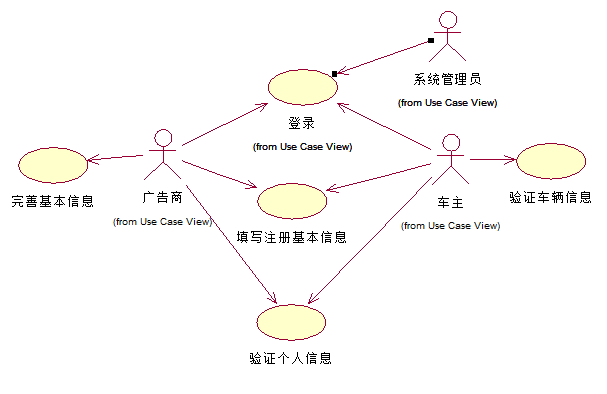 系统管理员
(from Use Case View)
登录
(from Use Case View)
完善基本信息
广告商
(from Use Case View)
填写注册基本信息
车主
(from Use Case View)
验证车辆信息
验证个人信息